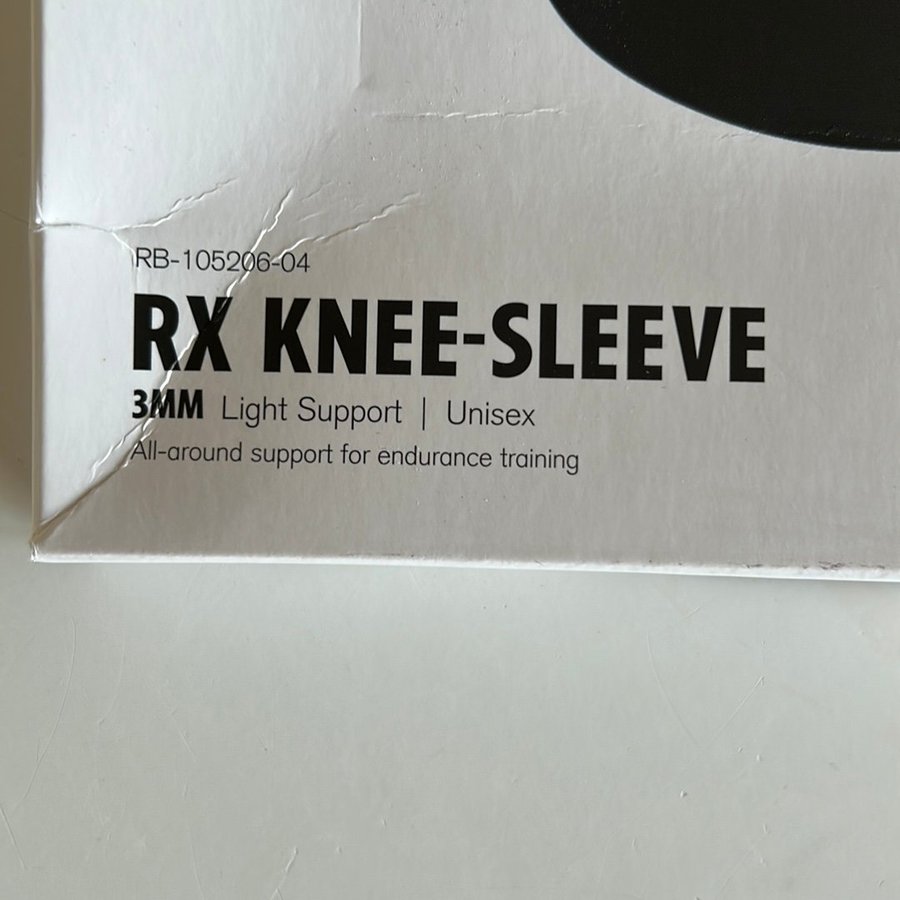 RB-105206-04
RX KNEE-SLEEVE
3MM Light Support | Unisex
All-around support for endurance training